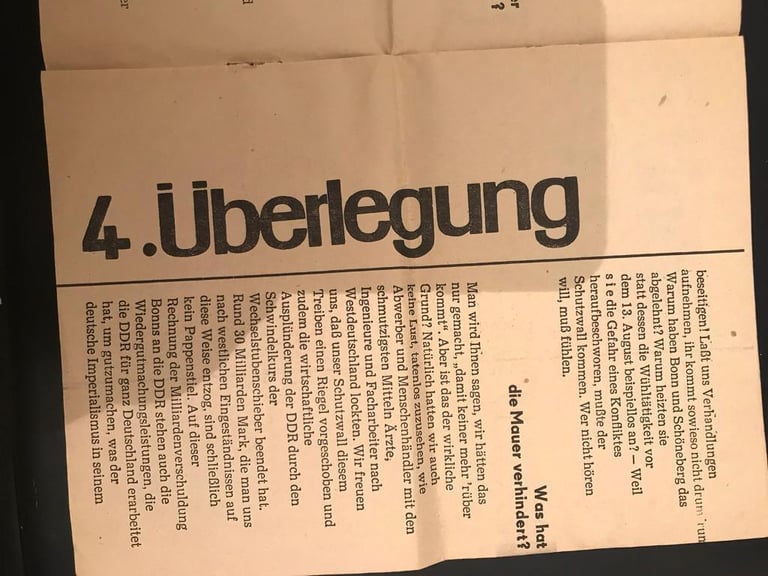 4. Überlegung
beseitigen! Laßt uns Verhandlungen
aufnehmen, ihr kommt sowieso nicht drum 'rum
Warum haben Bonn und Schöneberg das
abgelehnt? Warum heizten sie
statt dessen die Wühltätigkeit vor
dem 13. August beispiellos an? — Weil
sie die Gefahr eines Konfliktes
heraufbeschworen, mußte der
Schutzwall kommen. Wer nicht hören
will, muß fühlen.
Was hat
die Mauer verhindert?
Man wird Ihnen sagen, wir hätten das
nur gemacht, „damit keiner mehr 'rüber
kommt“. Aber ist das der wirkliche
Grund? Natürlich hatten wir auch
keine Lust, tatenlos zuzusehen, wie
Abwerber und Menschenhändler mit den
schmutzigsten Mitteln Ärzte,
Ingenieure und Facharbeiter nach
Westdeutschland lockten. Wir freuen
uns, daß unser Schutzwall diesem
Treiben einen Riegel vorgeschoben und
zudem die wirtschaftliche
Ausplünderung der DDR durch den
Schwindelkurs der
Wechselstubenschieber beendet hat.
Rund 30 Milliarden Mark, die man uns
nach westlichen Eingeständnissen auf
diese Weise entzog, sind schließlich
kein Pappenstiel. Auf dieser
Rechnung der Milliardenverschuldung
Bonns an die DDR stehen auch die
Wiedergutmachungsleistungen, die
die DDR für ganz Deutschland erarbeitet
hat, um gutzumachen, was der
deutsche Imperialismus in seinem